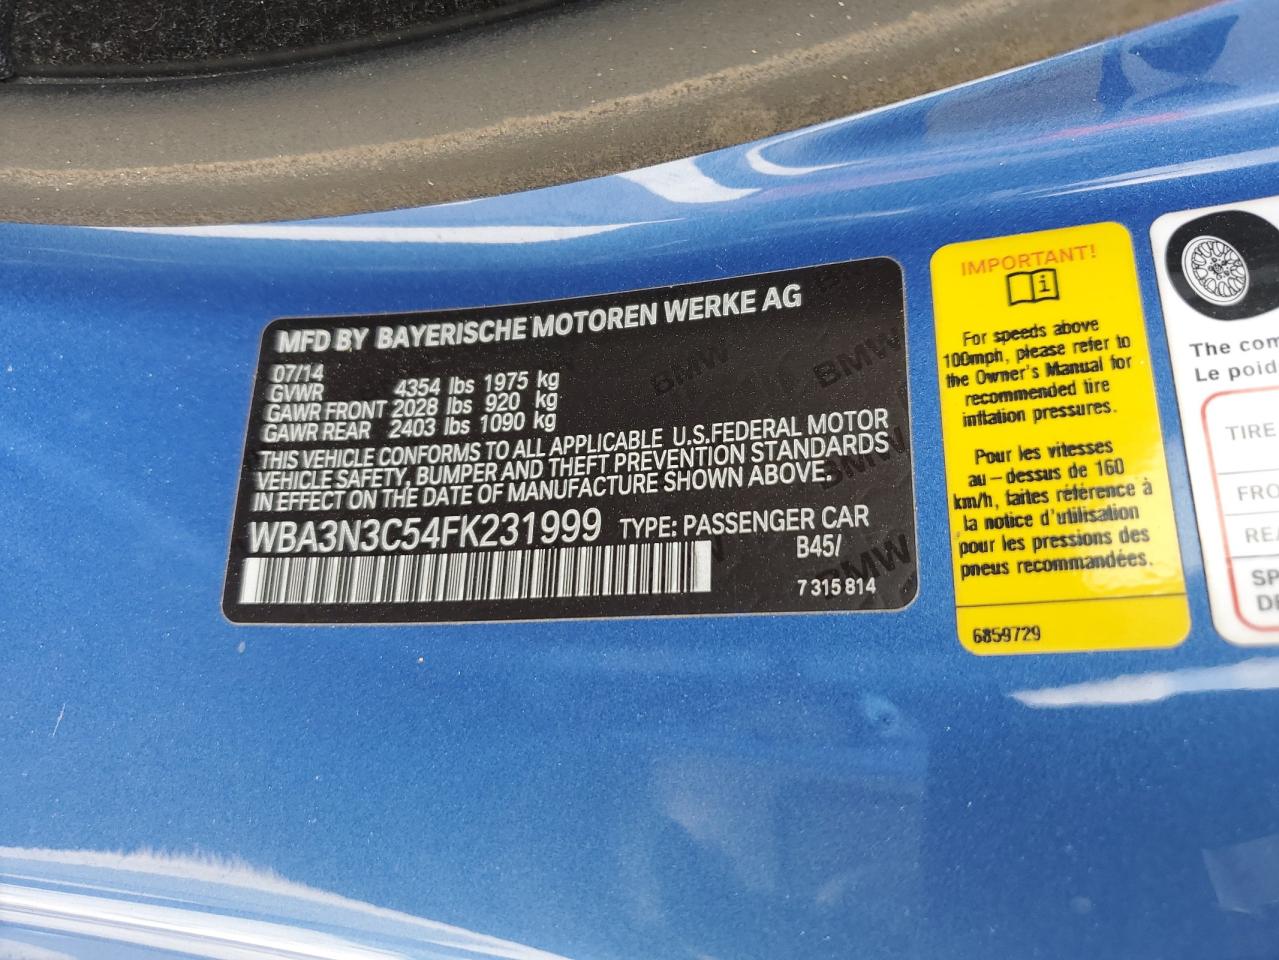 MFD BY BAYERISCHE MOTOREN WERKE AG
07/14
GVWR 4354 lbs 1975 kg
GAWR FRONT 2028 lbs 920 kg
GAWR REAR 2403 lbs 1090 kg
THIS VEHICLE CONFORMS TO ALL APPLICABLE U.S.FEDERAL MOTOR
VEHICLE SAFETY, BUMPER AND THEFT PREVENTION STANDARDS
IN EFFECT ON THE DATE OF MANUFACTURE SHOWN ABOVE.
WBA3N3C54FK231999 TYPE: PASSENGER CAR
B45/
7 315 814
BMW
BMW
BMW
BMW
IMPORTANT!
i
For speeds above
100mph, please refer to
the Owner's Manual for
recommended tire
inflation pressures.
Pour les vitesses
au-dessus de 160
km/h, faites référence à
la notice d'utilisation
pour les pressions des
pneus recommandées.
6859729
The com
Le poid
TIRE
FRO
REA
SP
DE